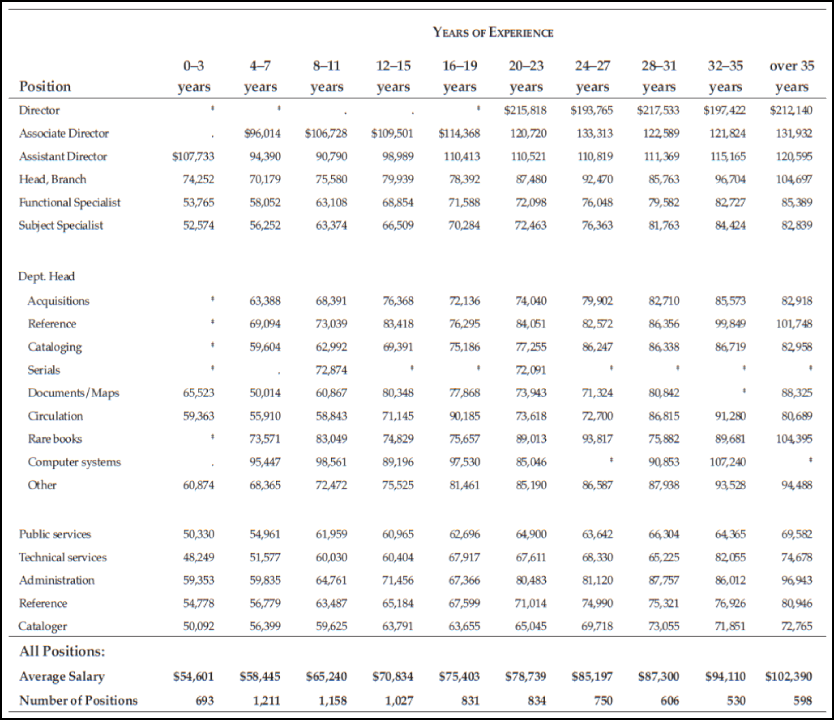 YEARS OF EXPERIENCE
0–3 4–7 8–11 12–15 16–19 20–23 24–27 28–31 32–35 over 35
Position years years years years years years years years years years
Director * * . . * $215,818 $193,765 $217,533 $197,422 $212,140
Associate Director . $96,014 $106,728 $109,501 $114,368 120,720 133,313 122,589 121,824 131,932
Assistant Director $107,733 94,390 90,790 98,989 110,413 110,521 110,819 111,369 115,165 120,595
Head, Branch 74,252 70,179 75,580 79,939 78,392 87,480 92,470 85,763 96,704 104,697
Functional Specialist 53,765 58,052 63,108 68,854 71,588 72,098 76,048 79,582 82,727 85,389
Subject Specialist 52,574 56,252 63,374 66,509 70,284 72,463 76,363 81,763 84,424 82,839
Dept. Head
Acquisitions * 63,388 68,391 76,368 72,136 74,040 79,902 82,710 85,573 82,918
Reference * 69,094 73,039 83,418 76,295 84,051 82,572 86,356 99,849 101,748
Cataloging * 59,604 62,992 69,391 75,186 77,255 86,247 86,338 86,719 82,958
Serials * . 72,874 * * 72,091 * * * *
Documents/Maps 65,523 50,014 60,867 80,348 77,868 73,943 71,324 80,842 * 88,325
Circulation 59,363 55,910 58,843 71,145 90,185 73,618 72,700 86,815 91,280 80,689
Rare books * 73,571 83,049 74,829 75,657 89,013 93,817 75,882 89,681 104,395
Computer systems . 95,447 98,561 89,196 97,530 85,046 * 90,853 107,240 *
Other 60,874 68,365 72,472 75,525 81,461 85,190 86,587 87,938 93,528 94,488
Public services 50,330 54,961 61,959 60,965 62,696 64,900 63,642 66,304 64,365 69,582
Technical services 48,249 51,577 60,030 60,404 67,917 67,611 68,330 65,225 82,055 74,678
Administration 59,353 59,835 64,761 71,456 67,366 80,483 81,120 87,757 86,012 96,943
Reference 54,778 56,779 63,487 65,184 67,599 71,014 74,990 75,321 76,926 80,946
Cataloger 50,092 56,399 59,625 63,791 63,655 65,045 69,718 73,055 71,851 72,765
All Positions:
Average Salary $54,601 $58,445 $65,240 $70,834 $75,403 $78,739 $85,197 $87,300 $94,110 $102,390
Number of Positions 693 1,211 1,158 1,027 831 834 750 606 530 598